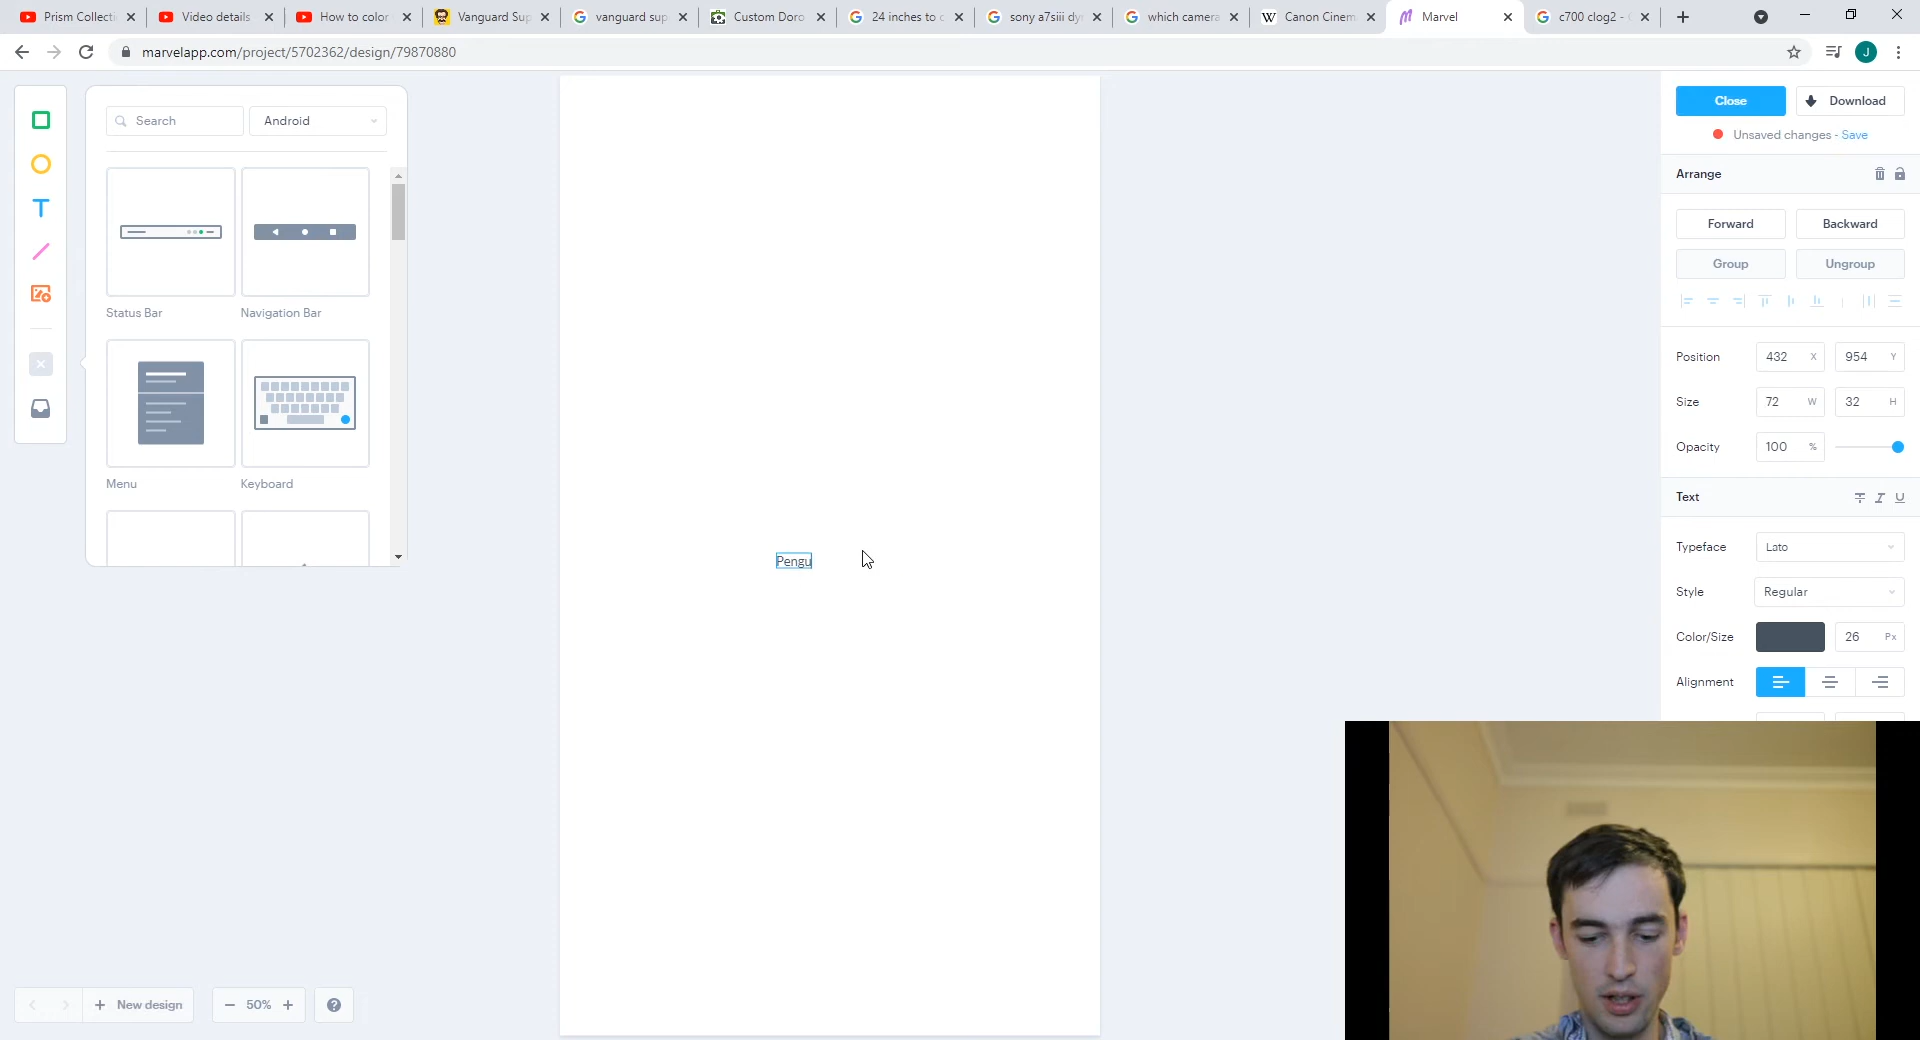 Prism Collecti
Video details
How to color
Vanguard Sup
vanguard sup
Custom Doro
24 inches to c
sony a7siii dy
which camera
Canon Cinem
Marvel
c700 clog2 -
marvelapp.com/project/5702362/design/79870880
J
Search
Android
Close
Download
Unsaved changes - Save
Arrange
Status Bar
Navigation Bar
Forward
Backward
Group
Ungroup
Position
432 X
954 Y
Size
72 W
32 H
Opacity
100 %
Menu
Keyboard
Text
Pengu
Typeface
Lato
Style
Regular
Color/Size
26 Px
Alignment
New design
50%